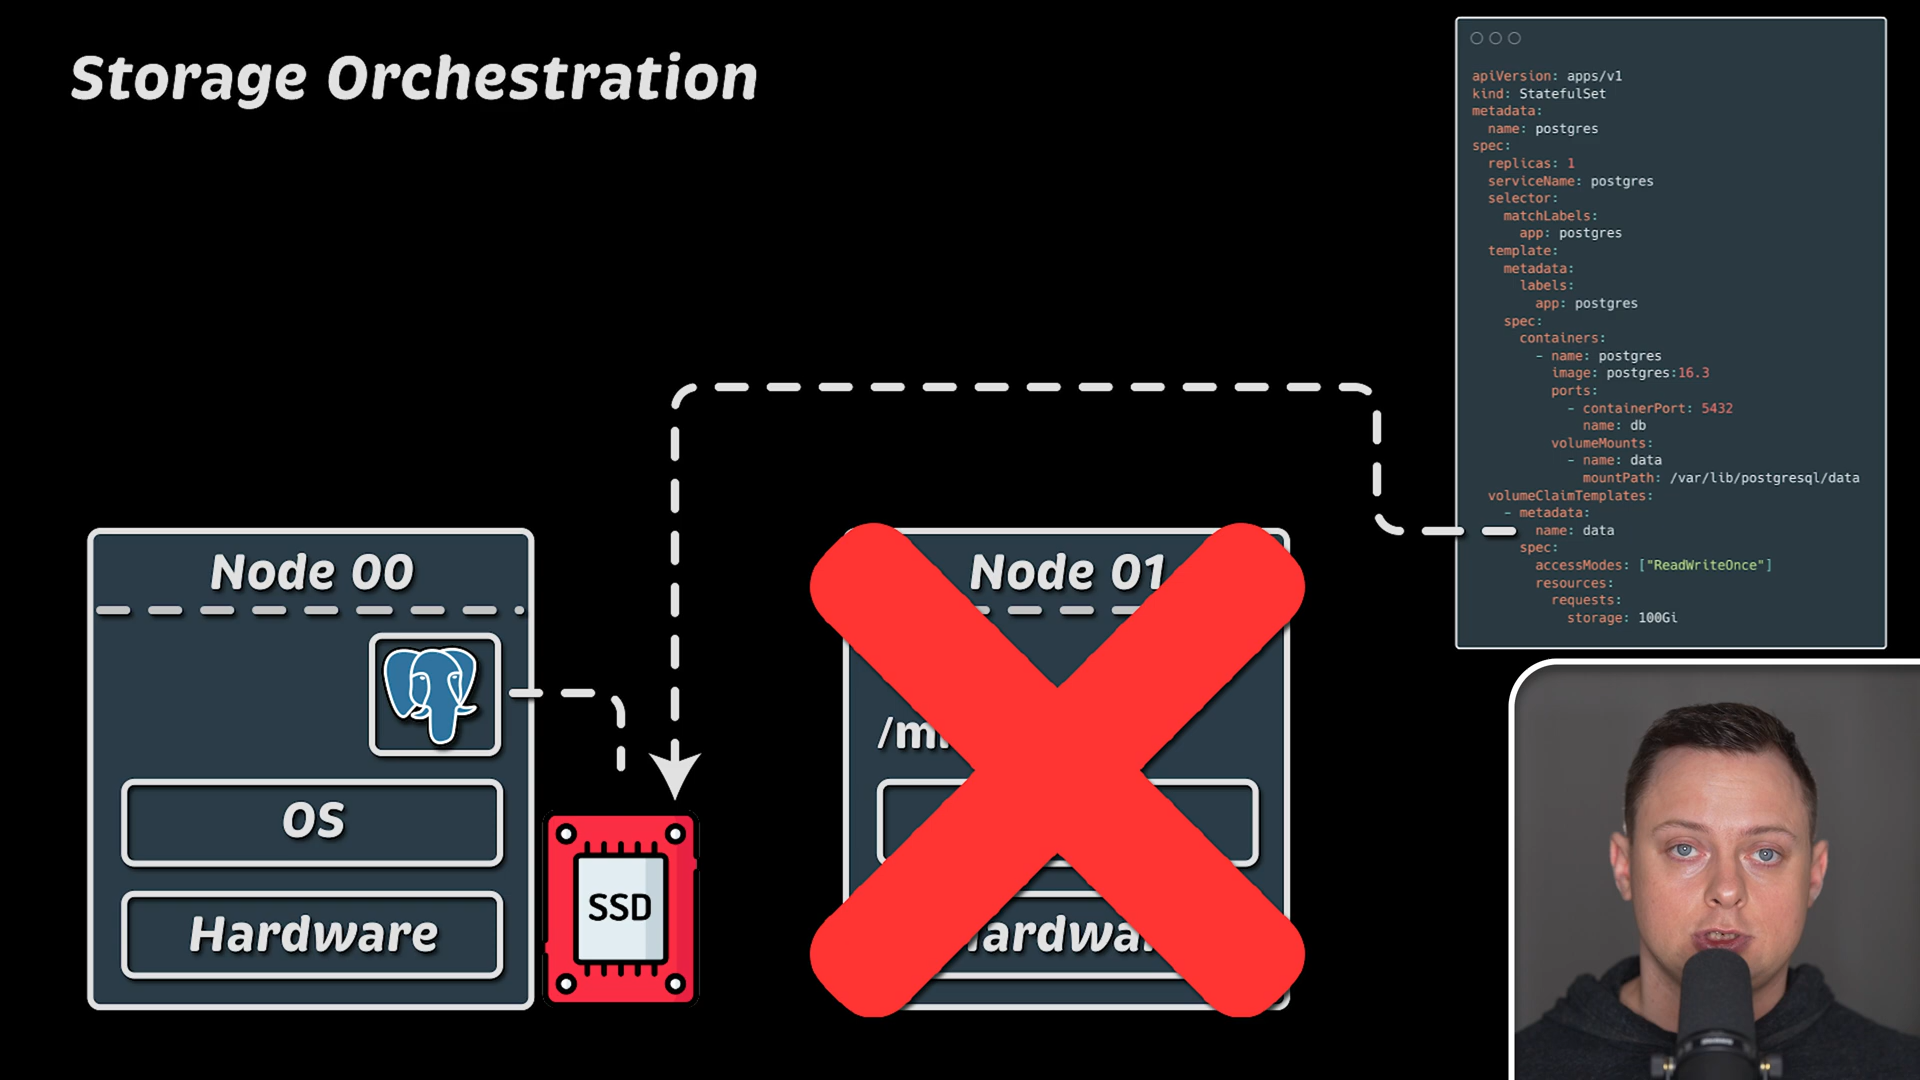 Storage Orchestration
apiVersion: apps/v1
kind: StatefulSet
metadata:
  name: postgres
spec:
  replicas: 1
  serviceName: postgres
  selector:
    matchLabels:
      app: postgres
  template:
    metadata:
      labels:
        app: postgres
    spec:
      containers:
        - name: postgres
          image: postgres:16.3
          ports:
            - containerPort: 5432
              name: db
          volumeMounts:
            - name: data
              mountPath: /var/lib/postgresql/data
  volumeClaimTemplates:
    - metadata:
        name: data
      spec:
        accessModes: ["ReadWriteOnce"]
        resources:
          requests:
            storage: 100Gi
Node 00
OS
Hardware
SSD
Node 01